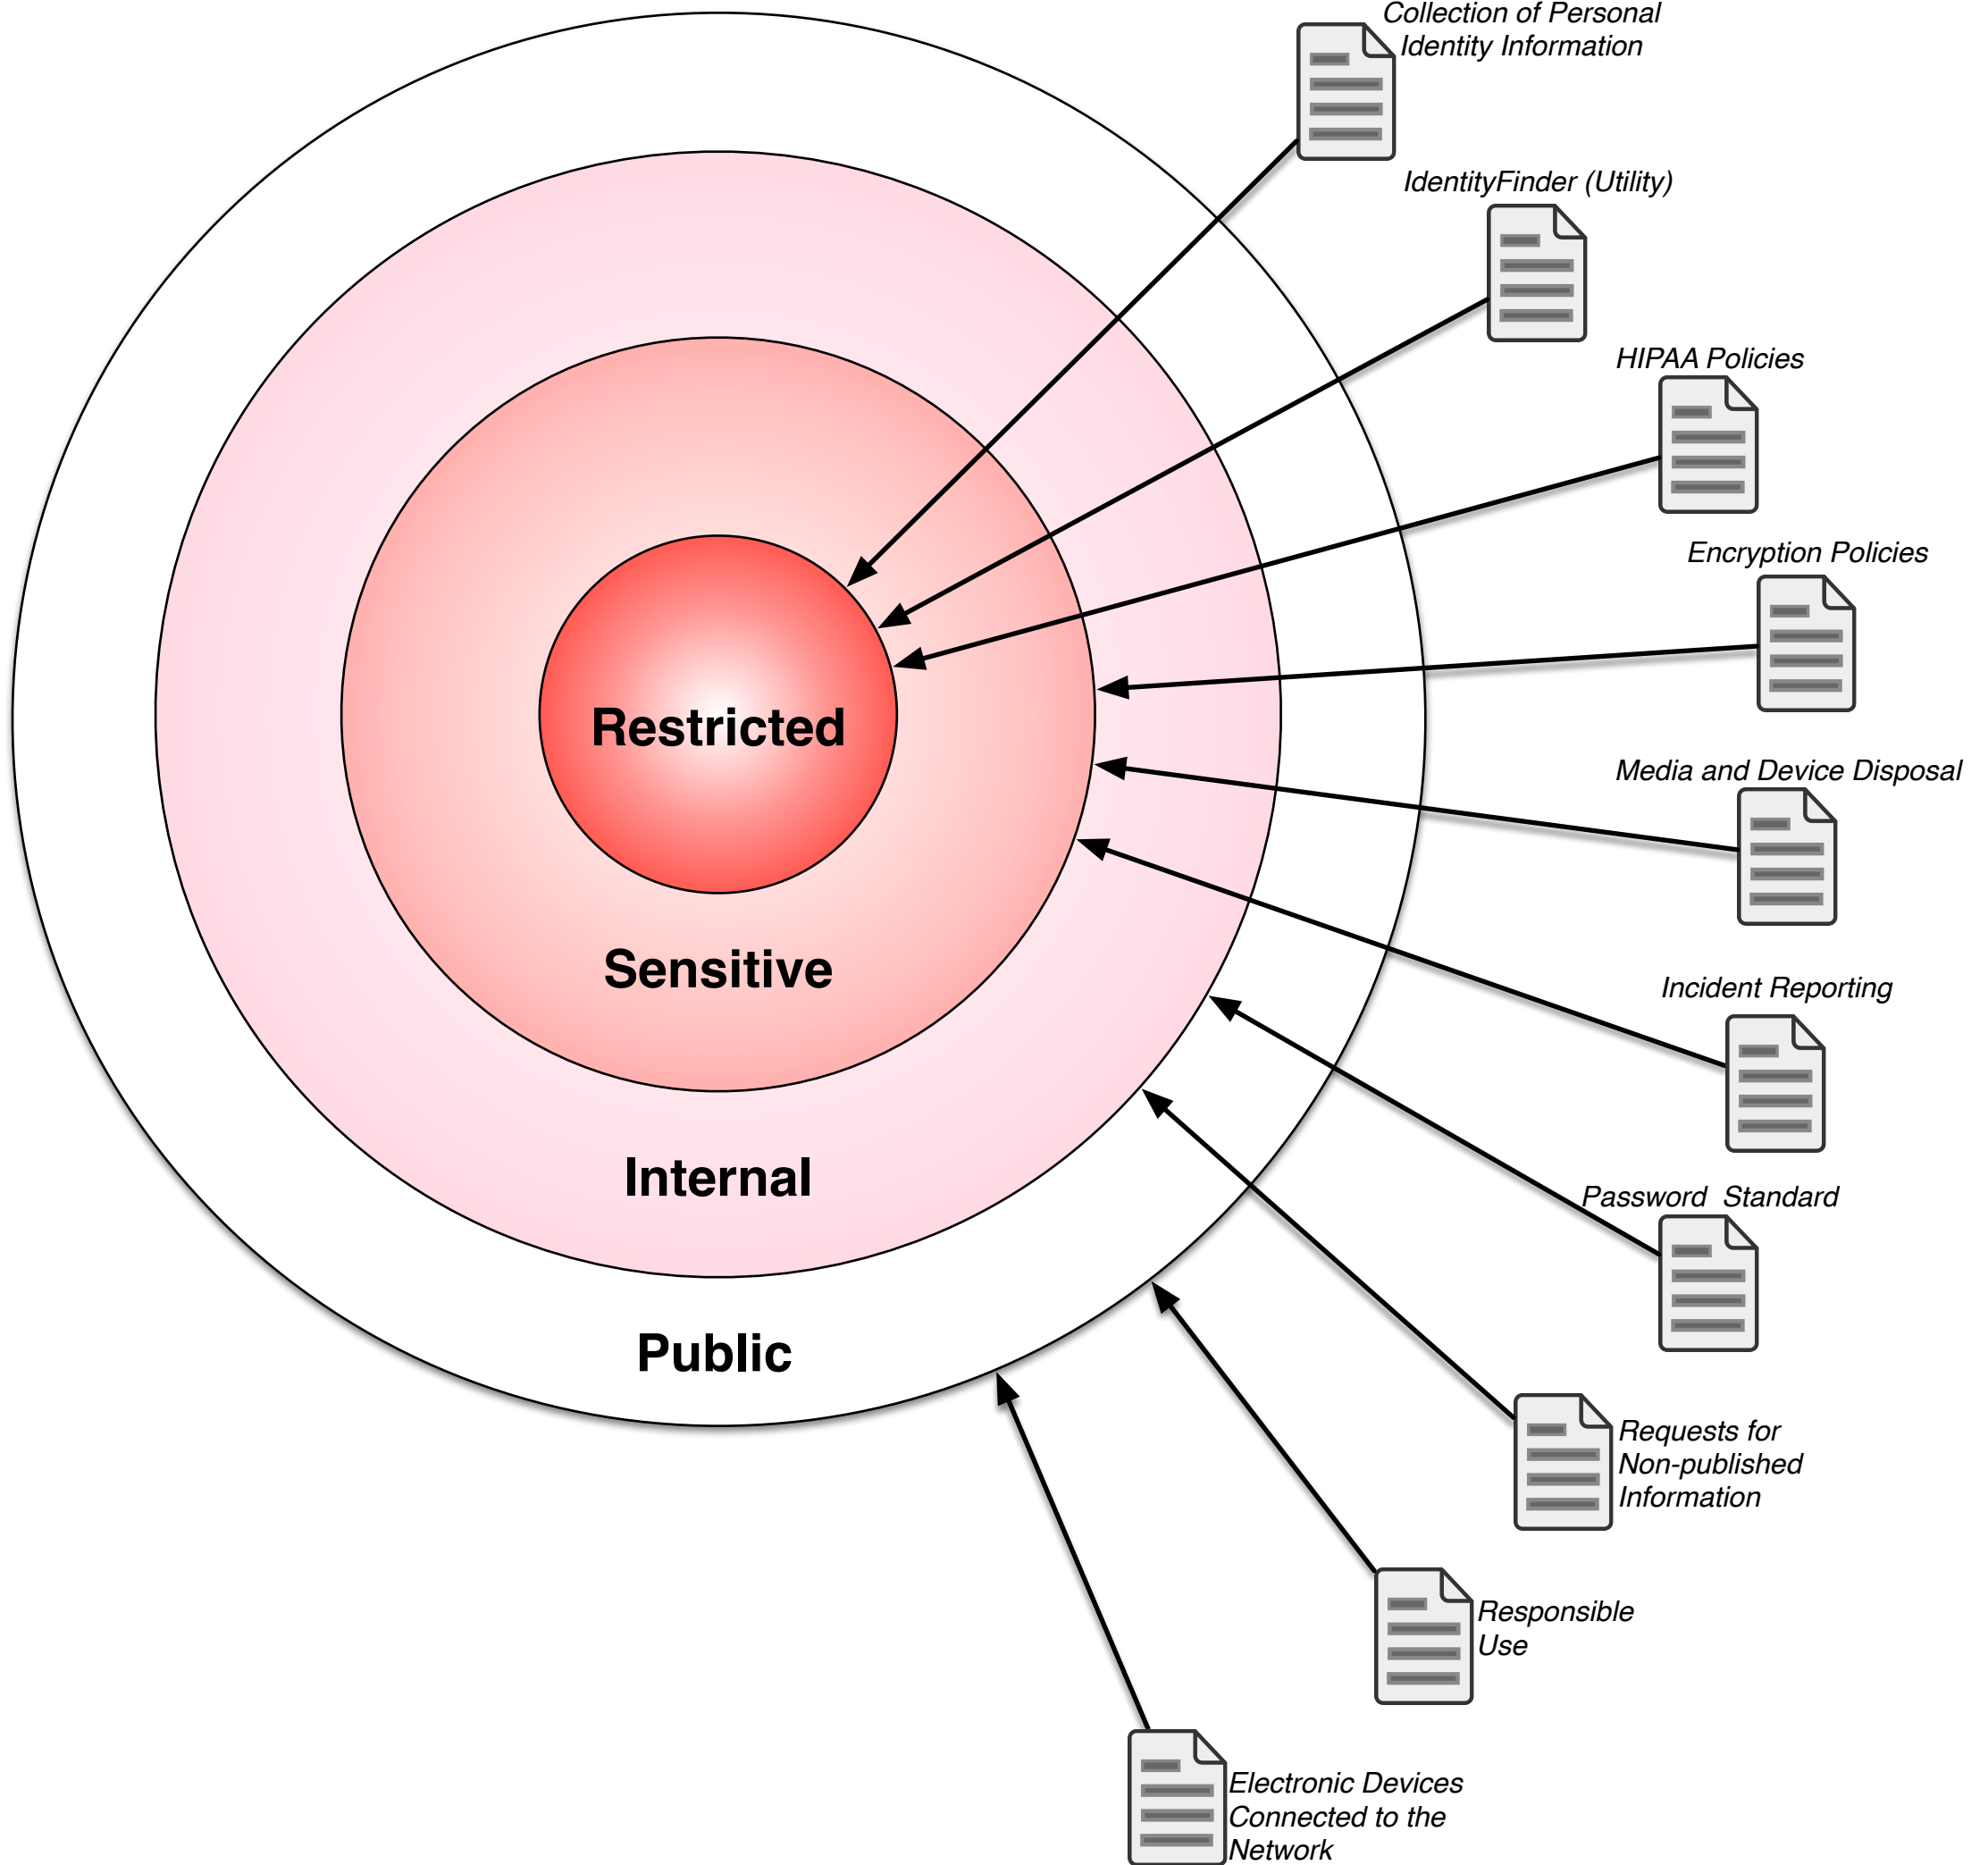 Collection of Personal
Identity Information
IdentityFinder (Utility)
HIPAA Policies
Encryption Policies
Restricted
Media and Device Disposal
Sensitive
Incident Reporting
Internal
Password  Standard
Public
Requests for
Non-published
Information
Responsible
Use
Electronic Devices
Connected to the
Network